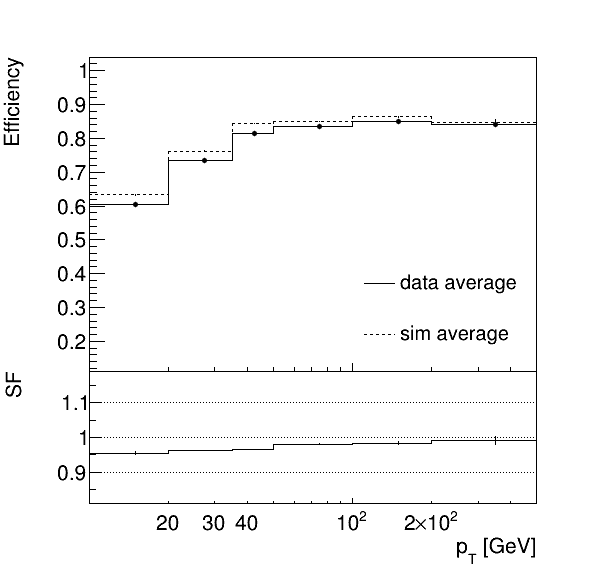 Efficiency
1
0.9
0.8
0.7
0.6
0.5
0.4
0.3
0.2
data average
sim average
SF
1.1
1
0.9
20 30 40 10² 2×10²
p_T [GeV]